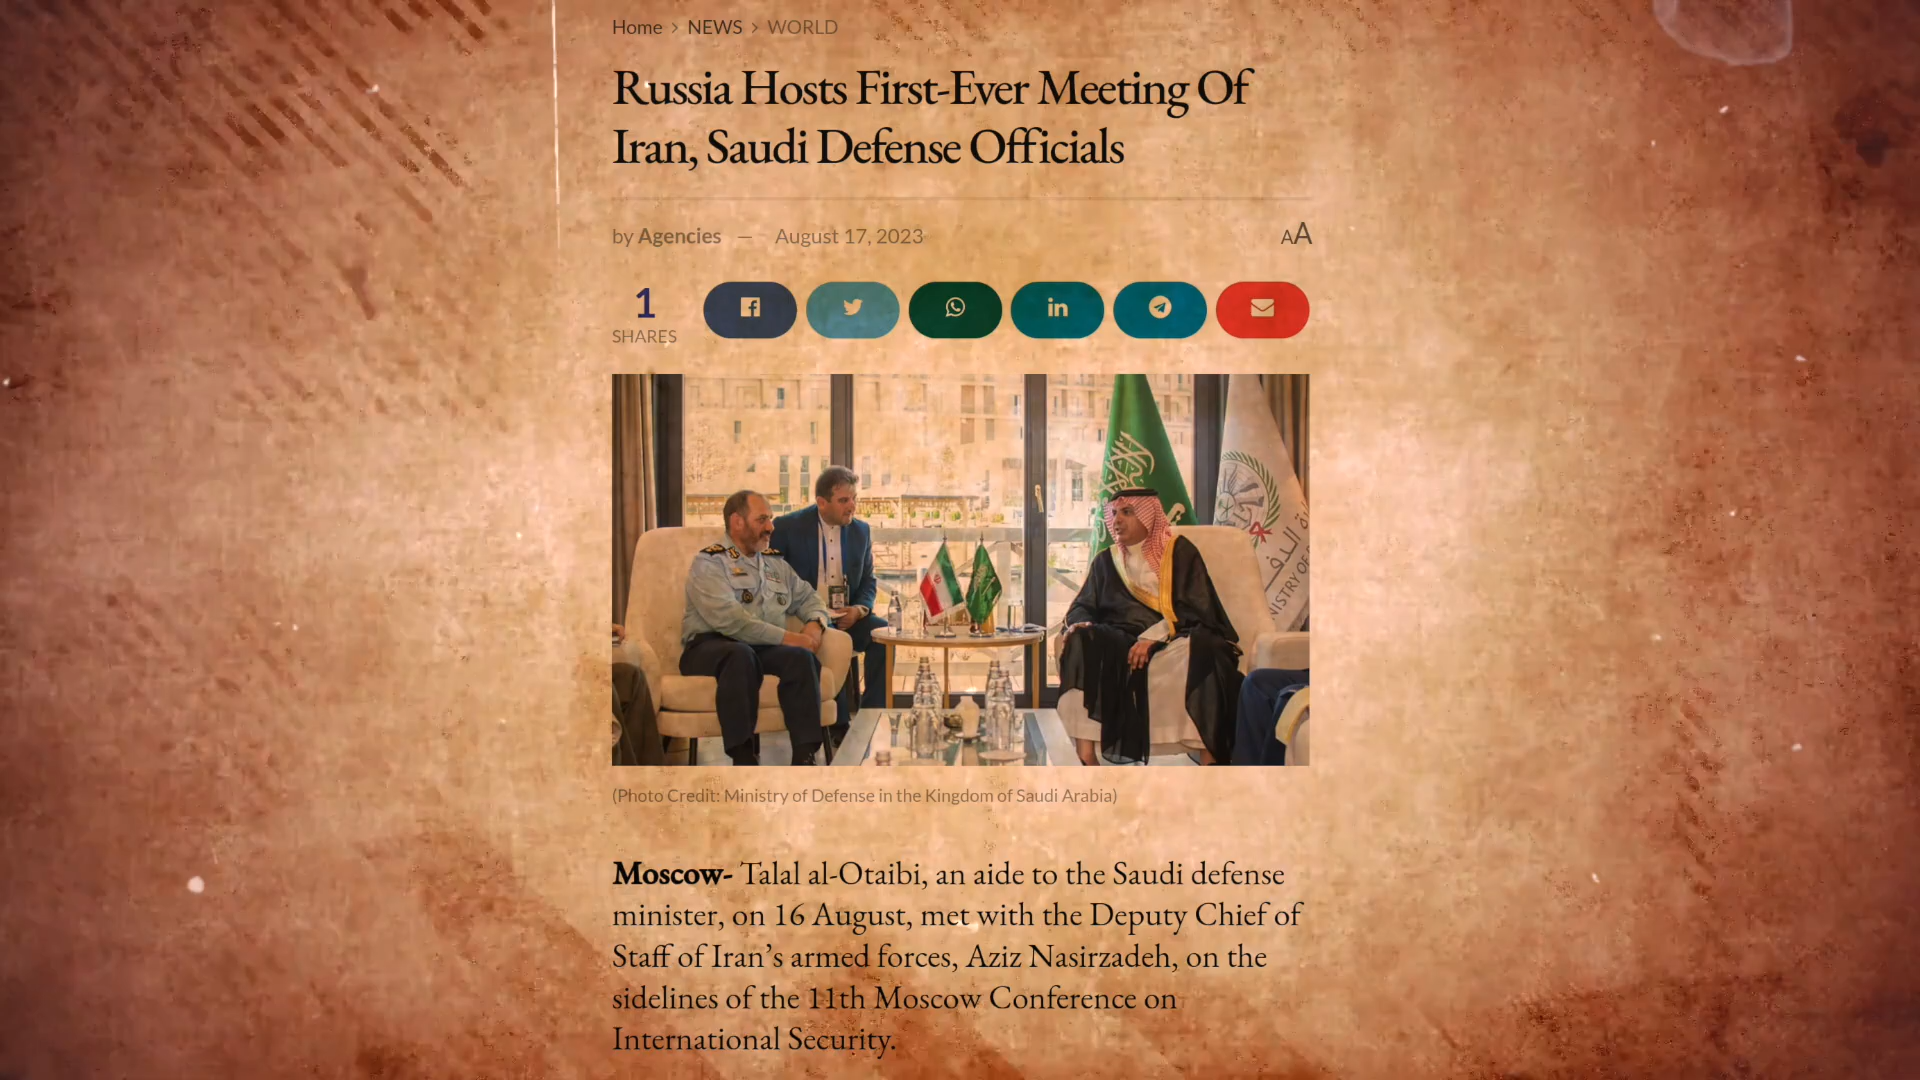 Home > NEWS > WORLD
Russia Hosts First-Ever Meeting Of
Iran, Saudi Defense Officials
by Agencies — August 17, 2023
AA
1
SHARES
(Photo Credit: Ministry of Defense in the Kingdom of Saudi Arabia)
Moscow- Talal al-Otaibi, an aide to the Saudi defense
minister, on 16 August, met with the Deputy Chief of
Staff of Iran’s armed forces, Aziz Nasirzadeh, on the
sidelines of the 11th Moscow Conference on
International Security.